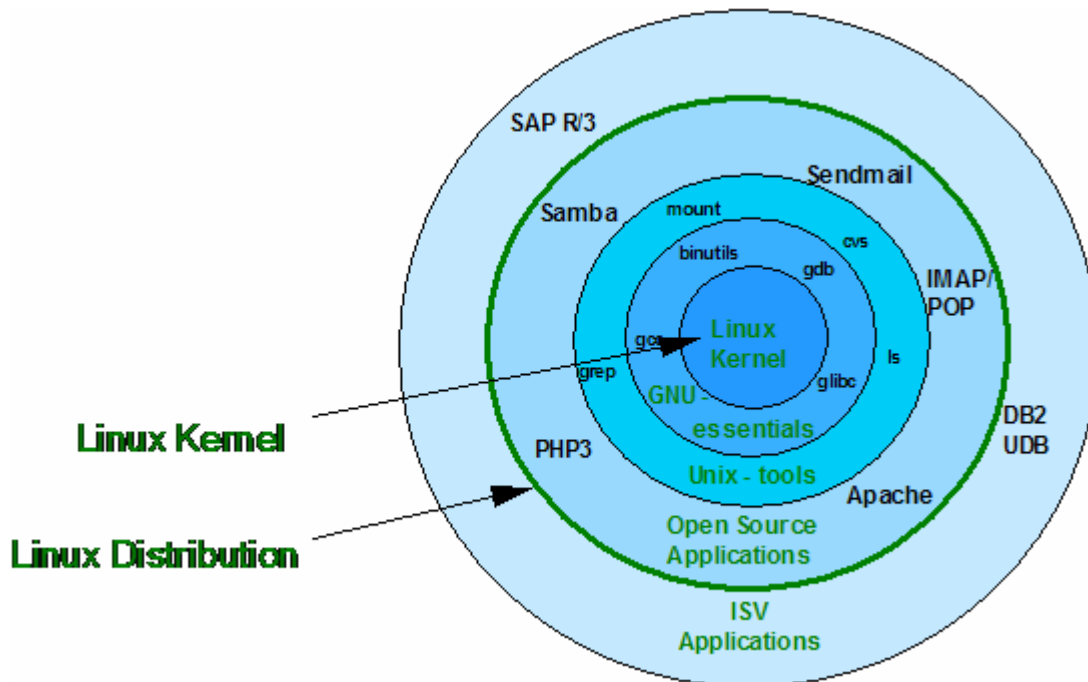 SAP R/3
Sendmail
Samba
mount
cvs
binutils
gdb
IMAP/
POP
Linux
Kernel
gcc
ls
grep
glibc
GNU -
essentials
Linux Kernel
DB2
UDB
PHP3
Unix - tools
Apache
Open Source
Applications
Linux Distribution
ISV
Applications